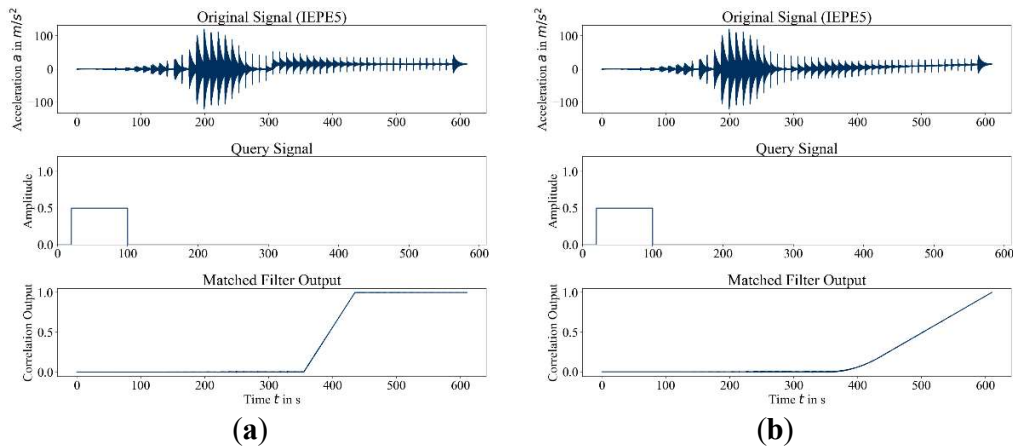 Original Signal (IEPE5)
Acceleration a in m/s²
100
0
−100
0 100 200 300 400 500 600
Query Signal
Amplitude
1.0
0.5
0.0
0 100 200 300 400 500 600
Matched Filter Output
Correlation Output
1.0
0.5
0.0
0 100 200 300 400 500 600
Time t in s
(a)
Original Signal (IEPE5)
Acceleration a in m/s²
100
0
−100
0 100 200 300 400 500 600
Query Signal
Amplitude
1.0
0.5
0.0
0 100 200 300 400 500 600
Matched Filter Output
Correlation Output
1.0
0.5
0.0
0 100 200 300 400 500 600
Time t in s
(b)